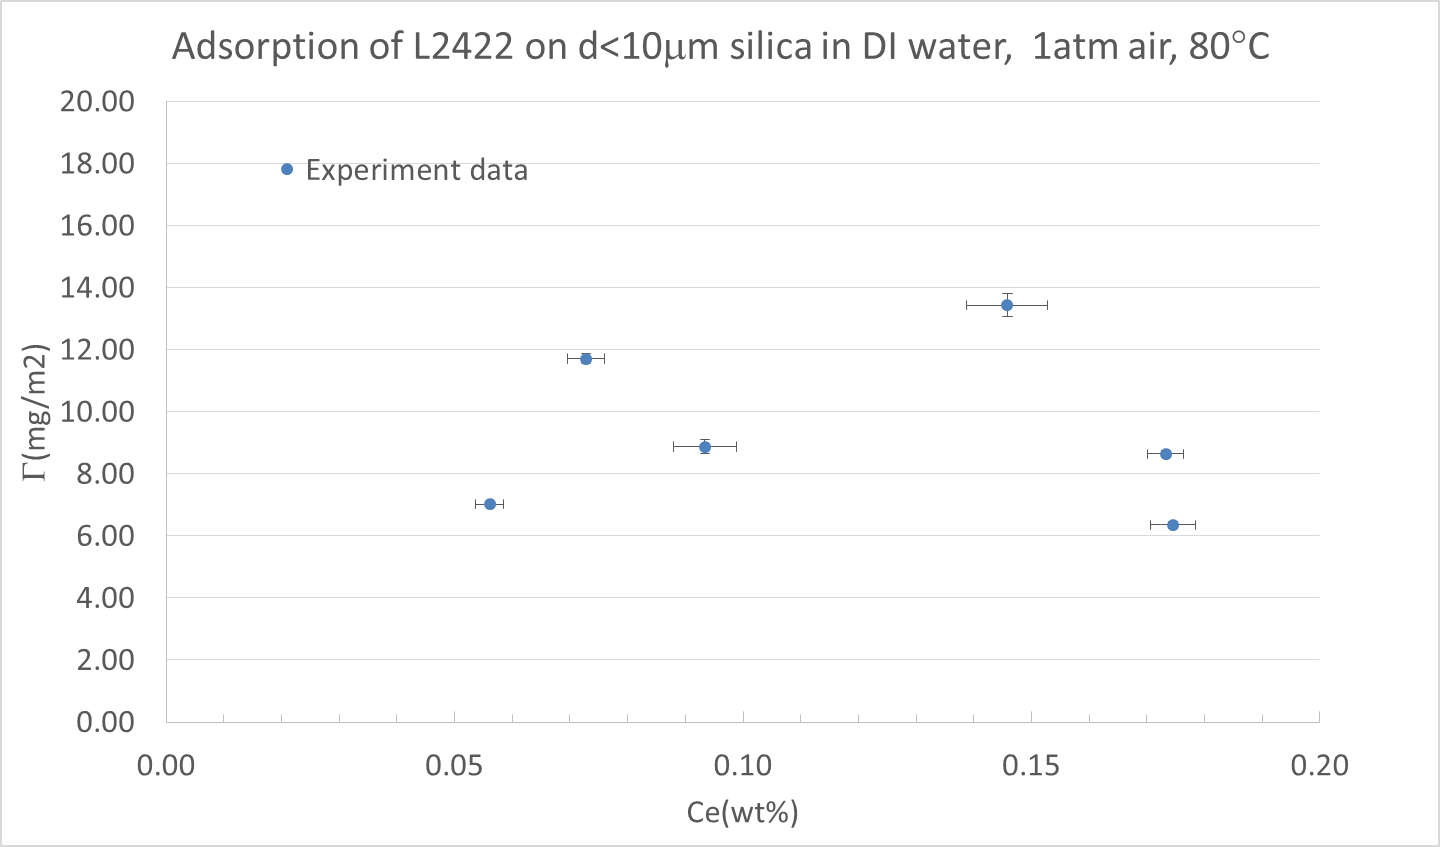 Adsorption of L2422 on d<10μm silica in DI water,  1atm air, 80°C
20.00
18.00
Experiment data
16.00
14.00
12.00
10.00
8.00
6.00
4.00
2.00
0.00
Γ(mg/m2)
0.00 0.05 0.10 0.15 0.20
Ce(wt%)